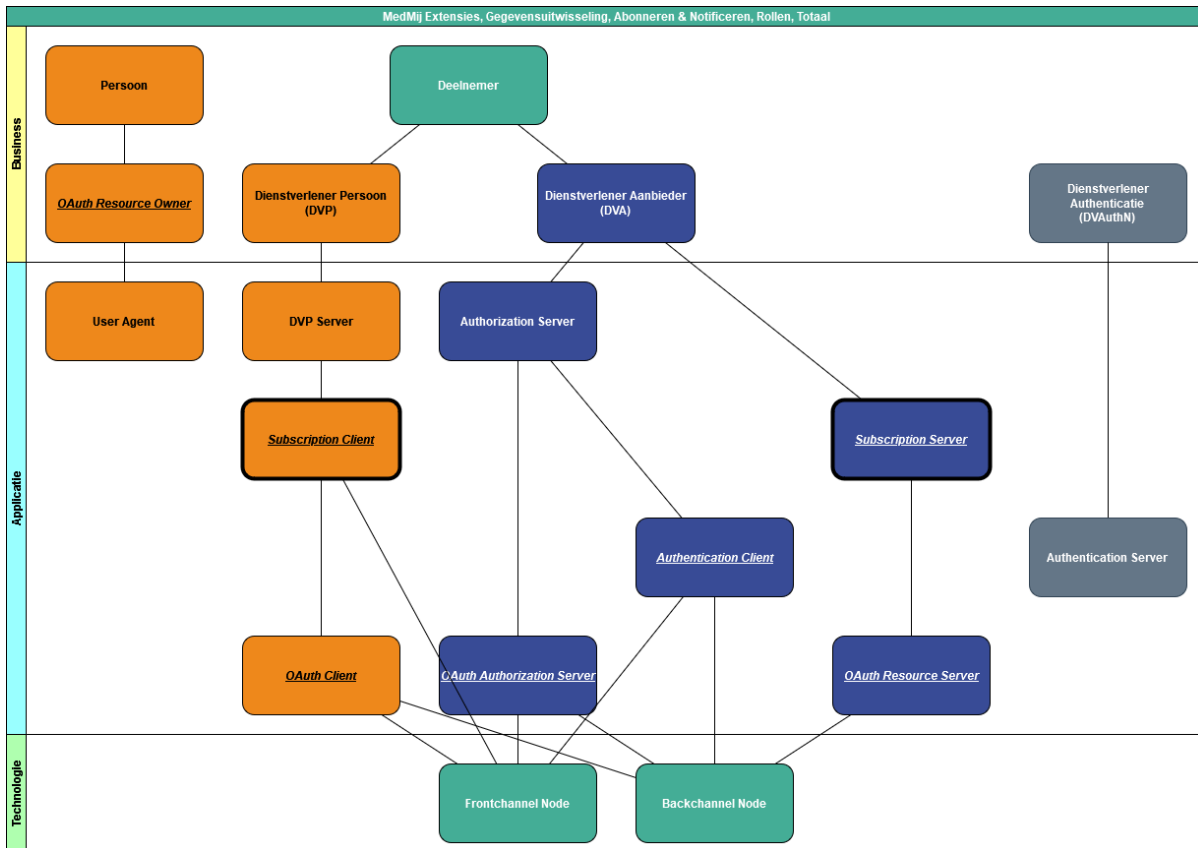 MedMij Extensies, Gegevensuitwisseling, Abonneren & Notificeren, Rollen, Totaal
Business
Persoon
Deelnemer
OAuth Resource Owner
Dienstverlener Persoon
(DVP)
Dienstverlener Aanbieder
(DVA)
Dienstverlener
Authenticatie
(DVAuthN)
Applicatie
User Agent
DVP Server
Authorization Server
Subscription Client
Subscription Server
Authentication Client
Authentication Server
OAuth Client
OAuth Authorization Server
OAuth Resource Server
Technologie
Frontchannel Node
Backchannel Node